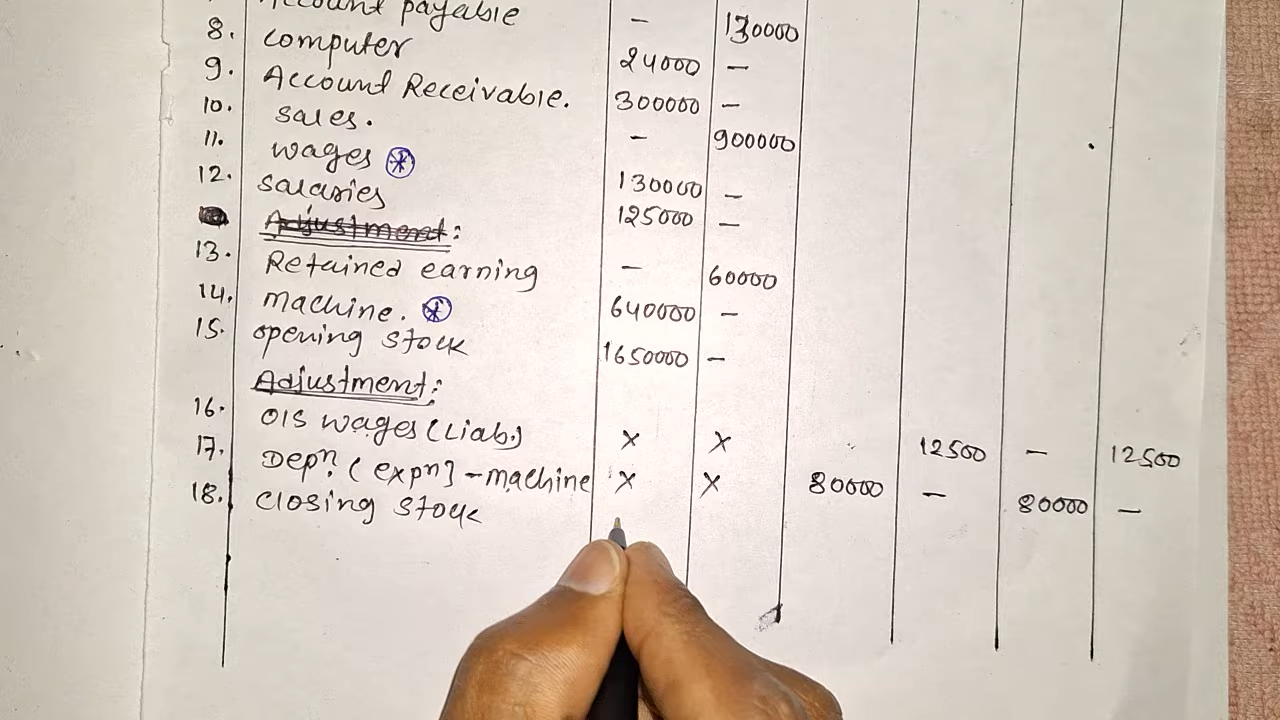 Account payable - 130000
8. computer 24000 -
9. Account Receivable. 300000 -
10. sales. - 900000
11. wages * 130000 -
12. salaries 125000 -
Adjustment:
13. Retained earning - 60000
14. machine. * 640000 -
15. opening stock 1650000 -
Adjustment:
16. O/S wages (Liab.) x x 12500 - 12500
17. Depn. (expn] - machine x x 80000 - 80000 -
18. closing stock